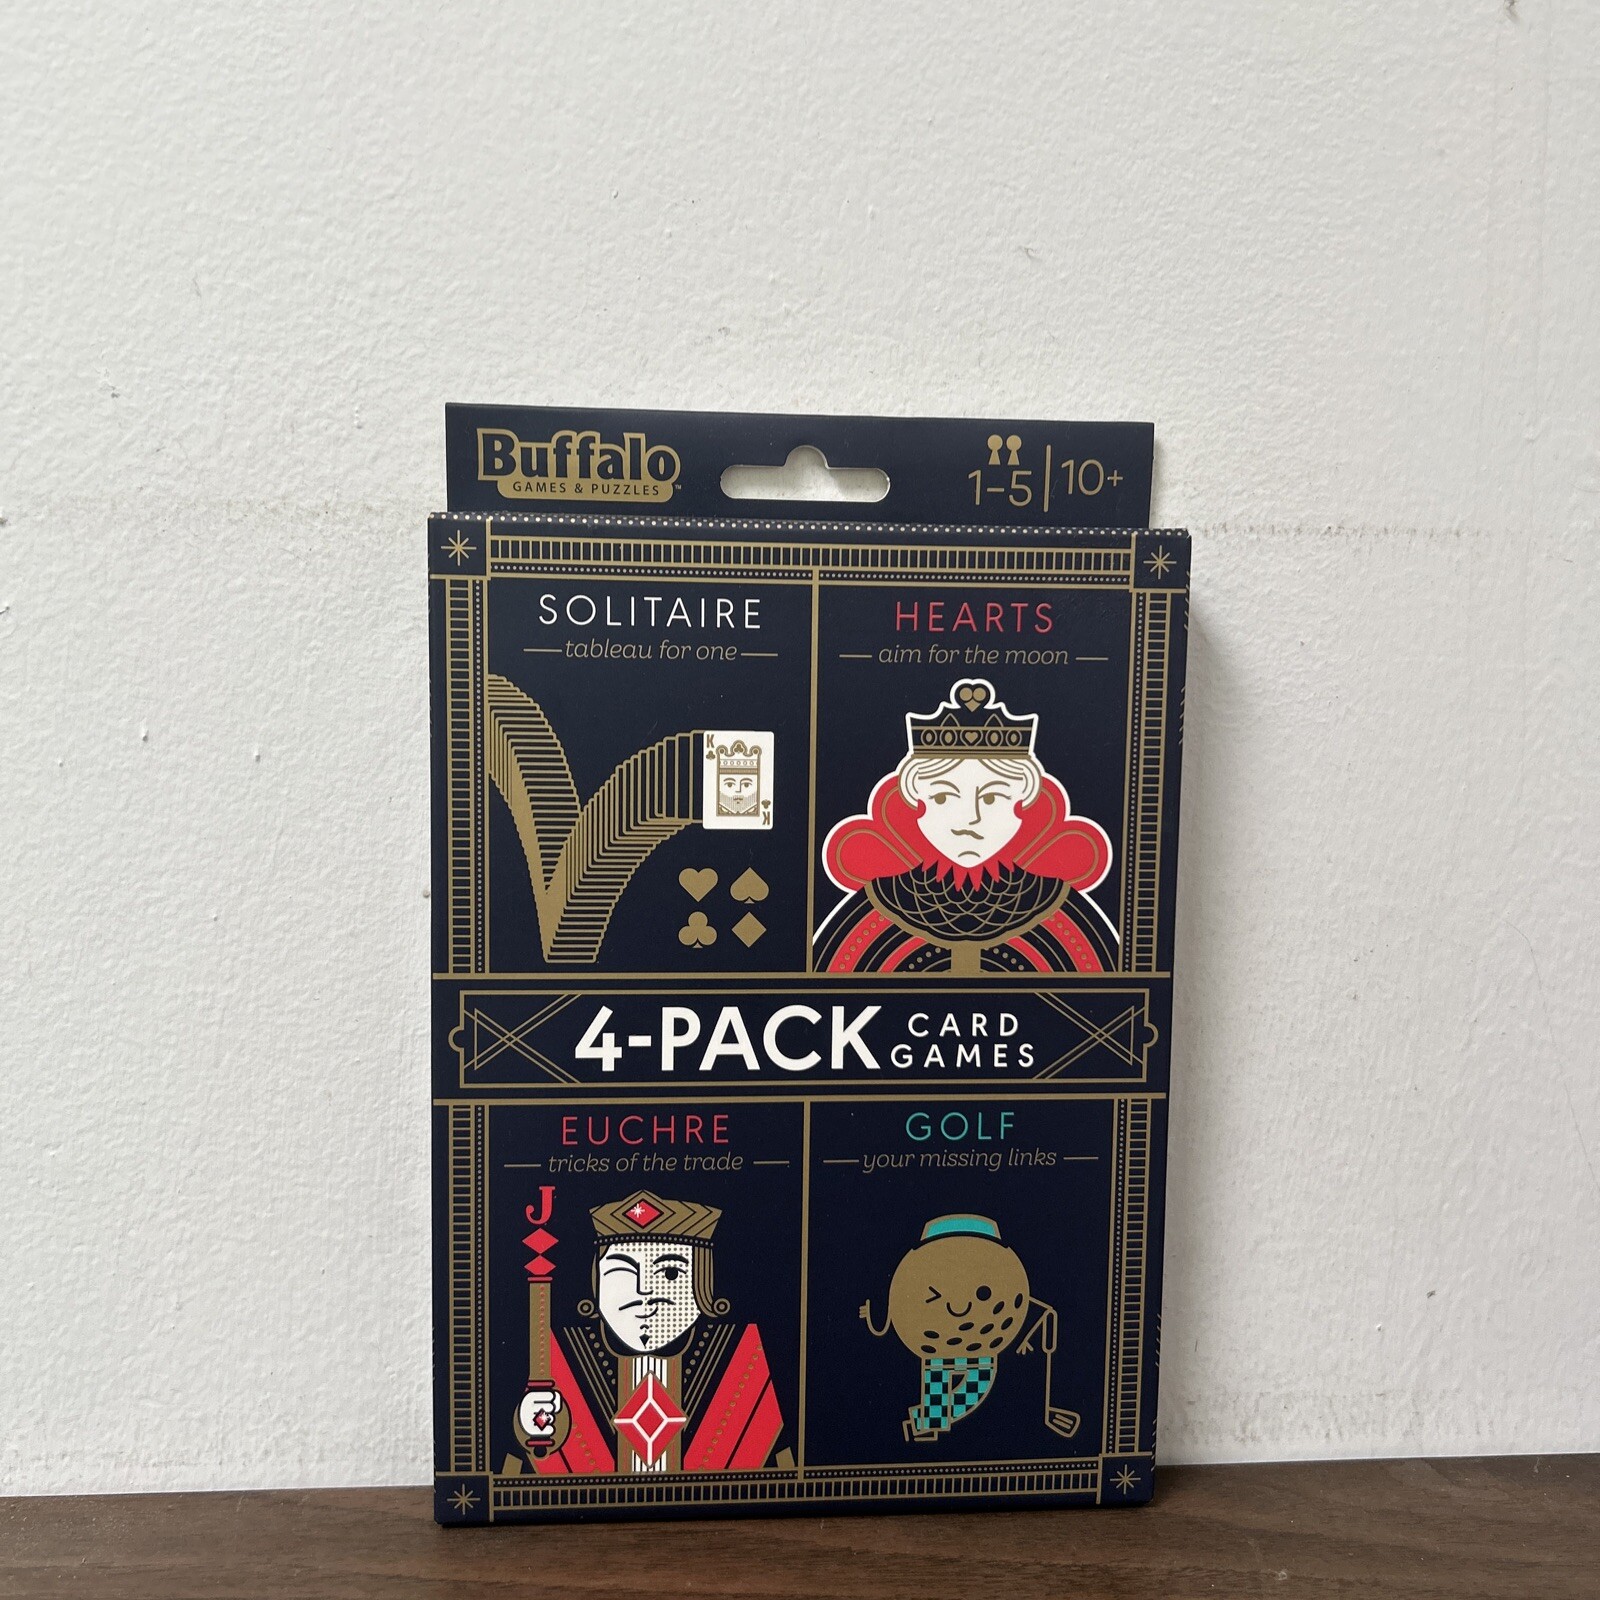 Buffalo
GAMES & PUZZLES™
1-5 | 10+
SOLITAIRE
tableau for one
K
K
HEARTS
aim for the moon
4-PACK CARD GAMES
EUCHRE
tricks of the trade
J
GOLF
your missing links